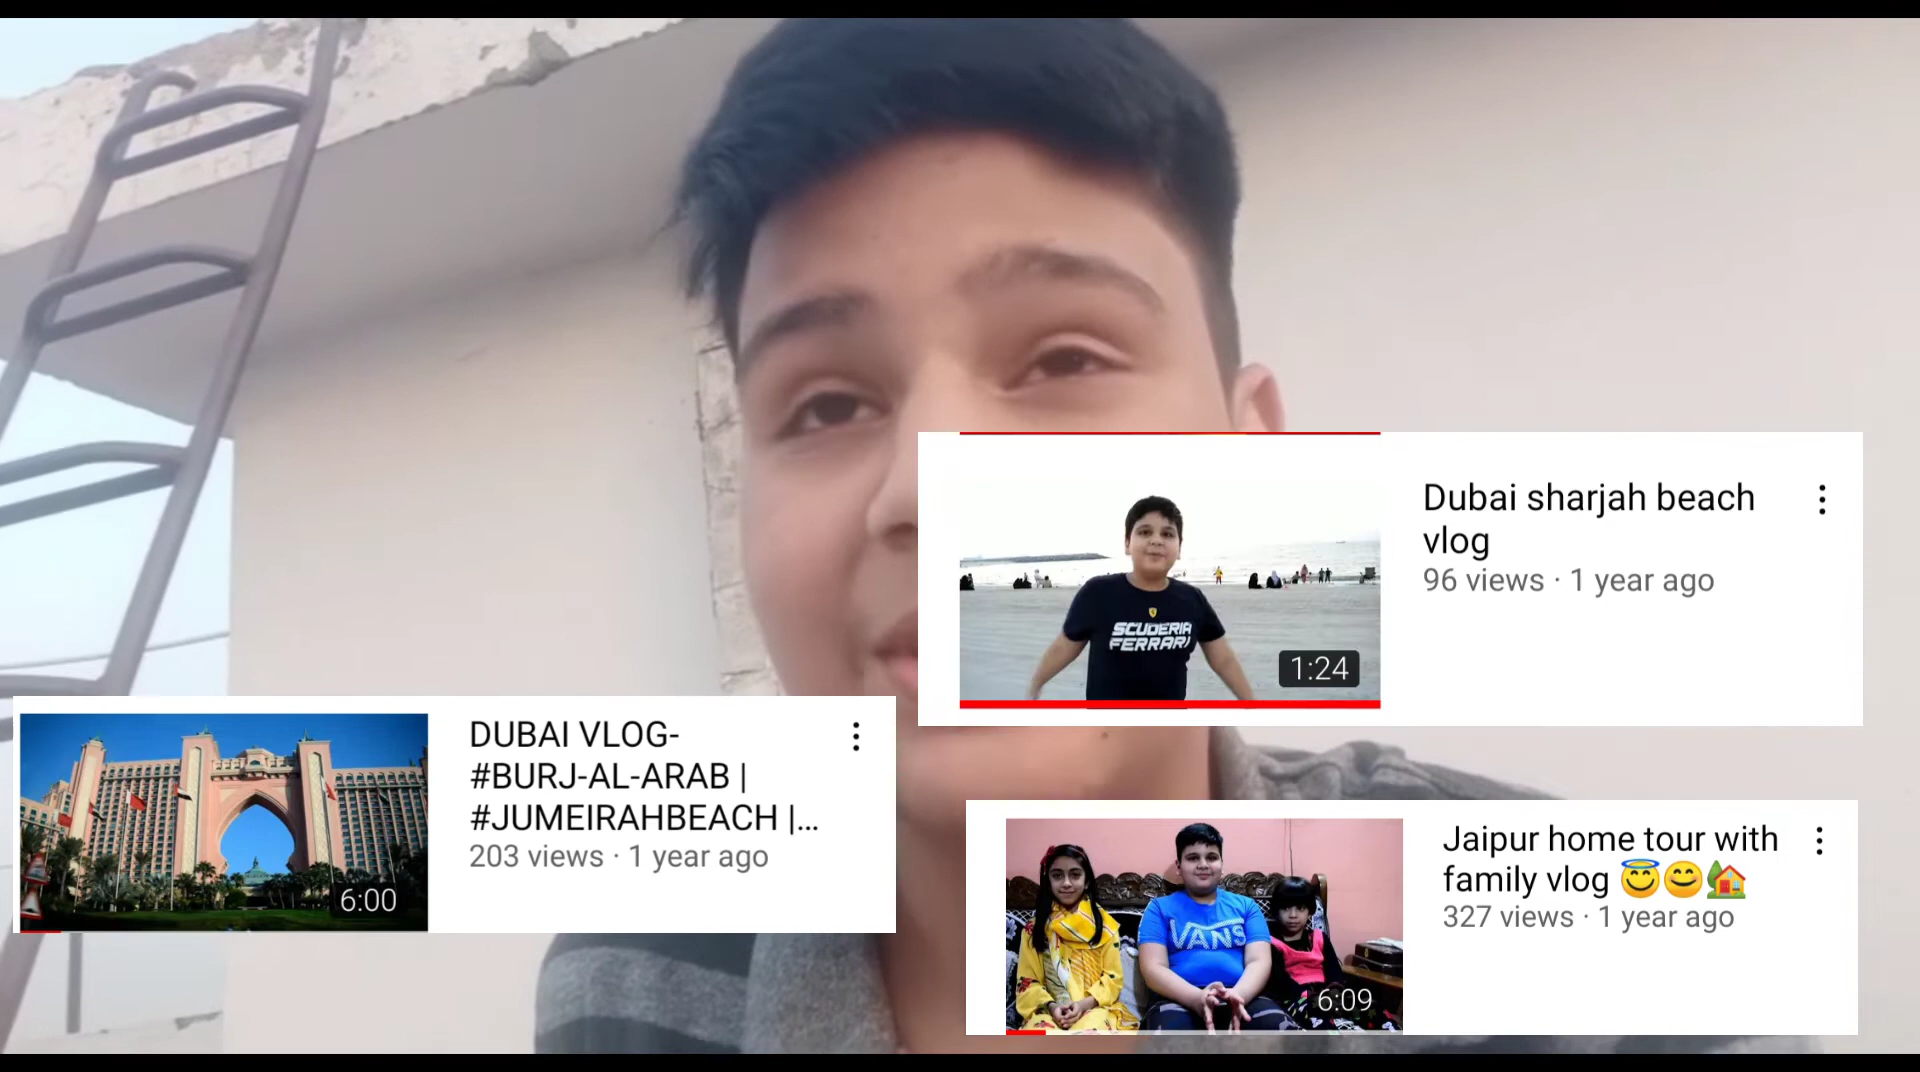 Dubai sharjah beach
vlog
96 views · 1 year ago
SCUDERIA
FERRARI
1:24
DUBAI VLOG-
#BURJ-AL-ARAB |
#JUMEIRAHBEACH |...
203 views · 1 year ago
6:00
Jaipur home tour with
family vlog 😇😊🏡
327 views · 1 year ago
VANS
6:09